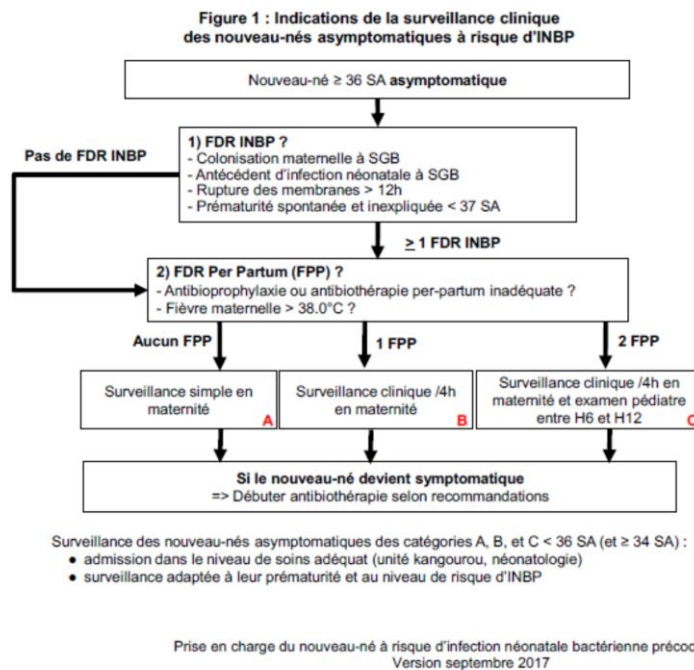 Figure 1 : Indications de la surveillance clinique
des nouveau-nés asymptomatiques à risque d'INBP
Nouveau-né ≥ 36 SA asymptomatique
Pas de FDR INBP
1) FDR INBP ?
- Colonisation maternelle à SGB
- Antécédent d'infection néonatale à SGB
- Rupture des membranes > 12h
- Prématurité spontanée et inexpliquée < 37 SA
≥ 1 FDR INBP
2) FDR Per Partum (FPP) ?
- Antibioprophylaxie ou antibiothérapie per-partum inadéquate ?
- Fièvre maternelle > 38.0°C ?
Aucun FPP
1 FPP
2 FPP
Surveillance simple en
maternité
A
Surveillance clinique /4h
en maternité
B
Surveillance clinique /4h en
maternité et examen pédiatre
entre H6 et H12
C
Si le nouveau-né devient symptomatique
=> Débuter antibiothérapie selon recommandations
Surveillance des nouveau-nés asymptomatiques des catégories A, B, et C < 36 SA (et ≥ 34 SA) :
● admission dans le niveau de soins adéquat (unité kangourou, néonatologie)
● surveillance adaptée à leur prématurité et au niveau de risque d'INBP
Prise en charge du nouveau-né à risque d'infection néonatale bactérienne précoc
Version septembre 2017